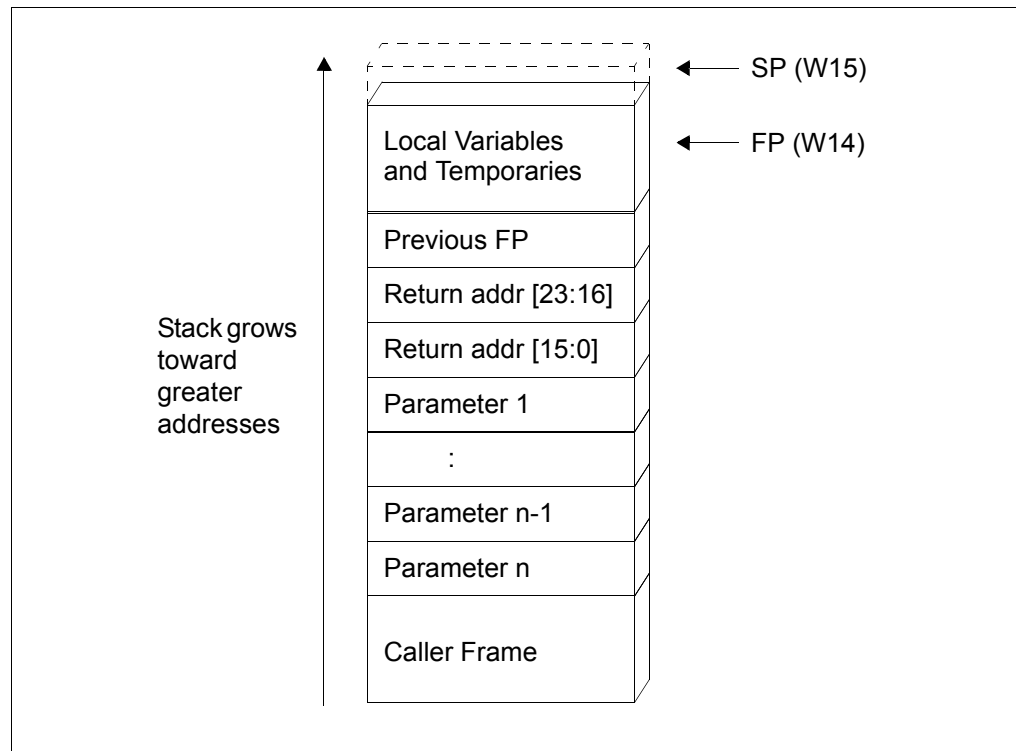 SP (W15)
FP (W14)
Local Variables
and Temporaries
Previous FP
Return addr [23:16]
Return addr [15:0]
Stack grows
toward
greater
addresses
Parameter 1
:
Parameter n-1
Parameter n
Caller Frame